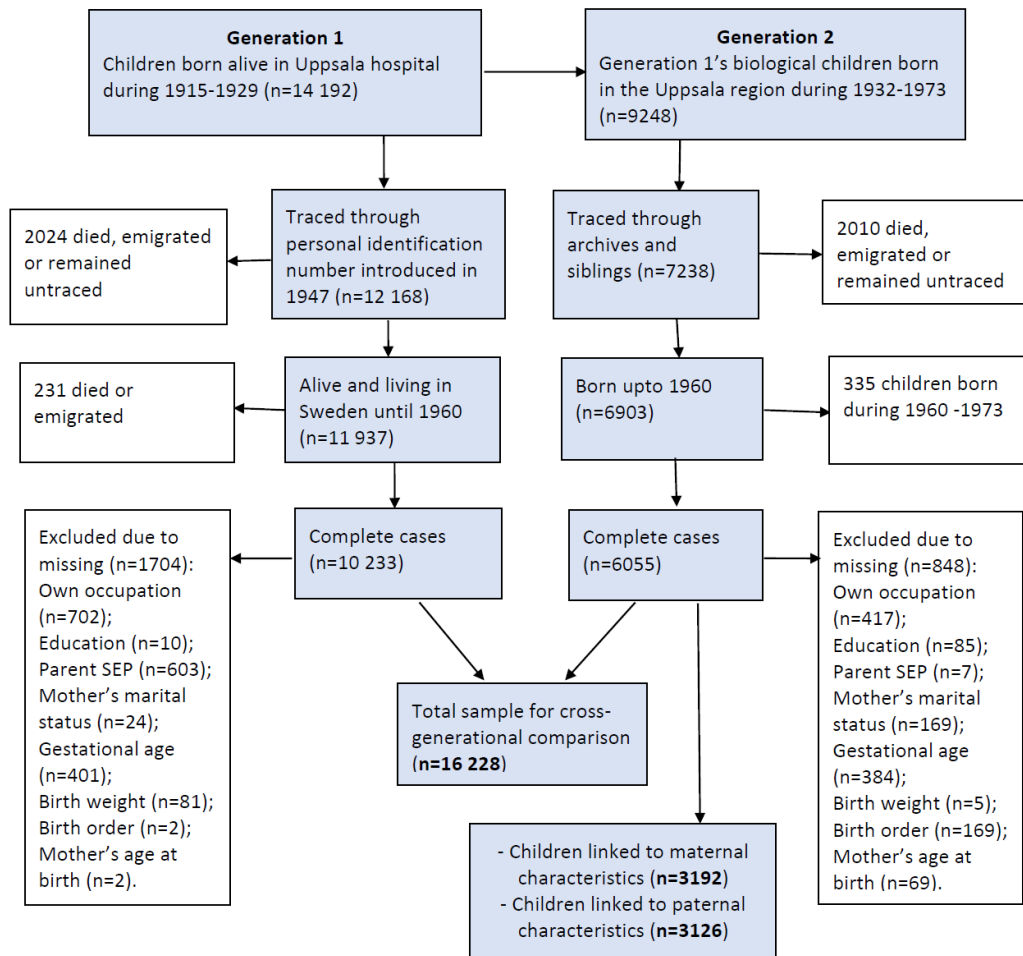 Generation 1
Children born alive in Uppsala hospital
during 1915-1929 (n=14 192)
Generation 2
Generation 1's biological children born
in the Uppsala region during 1932-1973
(n=9248)
2024 died, emigrated
or remained
untraced
Traced through
personal identification
number introduced in
1947 (n=12 168)
Traced through
archives and
siblings (n=7238)
2010 died,
emigrated or
remained untraced
231 died or
emigrated
Alive and living in
Sweden until 1960
(n=11 937)
Born upto 1960
(n=6903)
335 children born
during 1960 -1973
Excluded due to
missing (n=1704):
Own occupation
(n=702);
Education (n=10);
Parent SEP (n=603);
Mother's marital
status (n=24);
Gestational age
(n=401);
Birth weight (n=81);
Birth order (n=2);
Mother's age at
birth (n=2).
Complete cases
(n=10 233)
Complete cases
(n=6055)
Excluded due to
missing (n=848):
Own occupation
(n=417);
Education (n=85);
Parent SEP (n=7);
Mother's marital
status (n=169);
Gestational age
(n=384);
Birth weight (n=5);
Birth order (n=169);
Mother's age at
birth (n=69).
Total sample for cross-
generational comparison
(n=16 228)
- Children linked to maternal
characteristics (n=3192)
- Children linked to paternal
characteristics (n=3126)